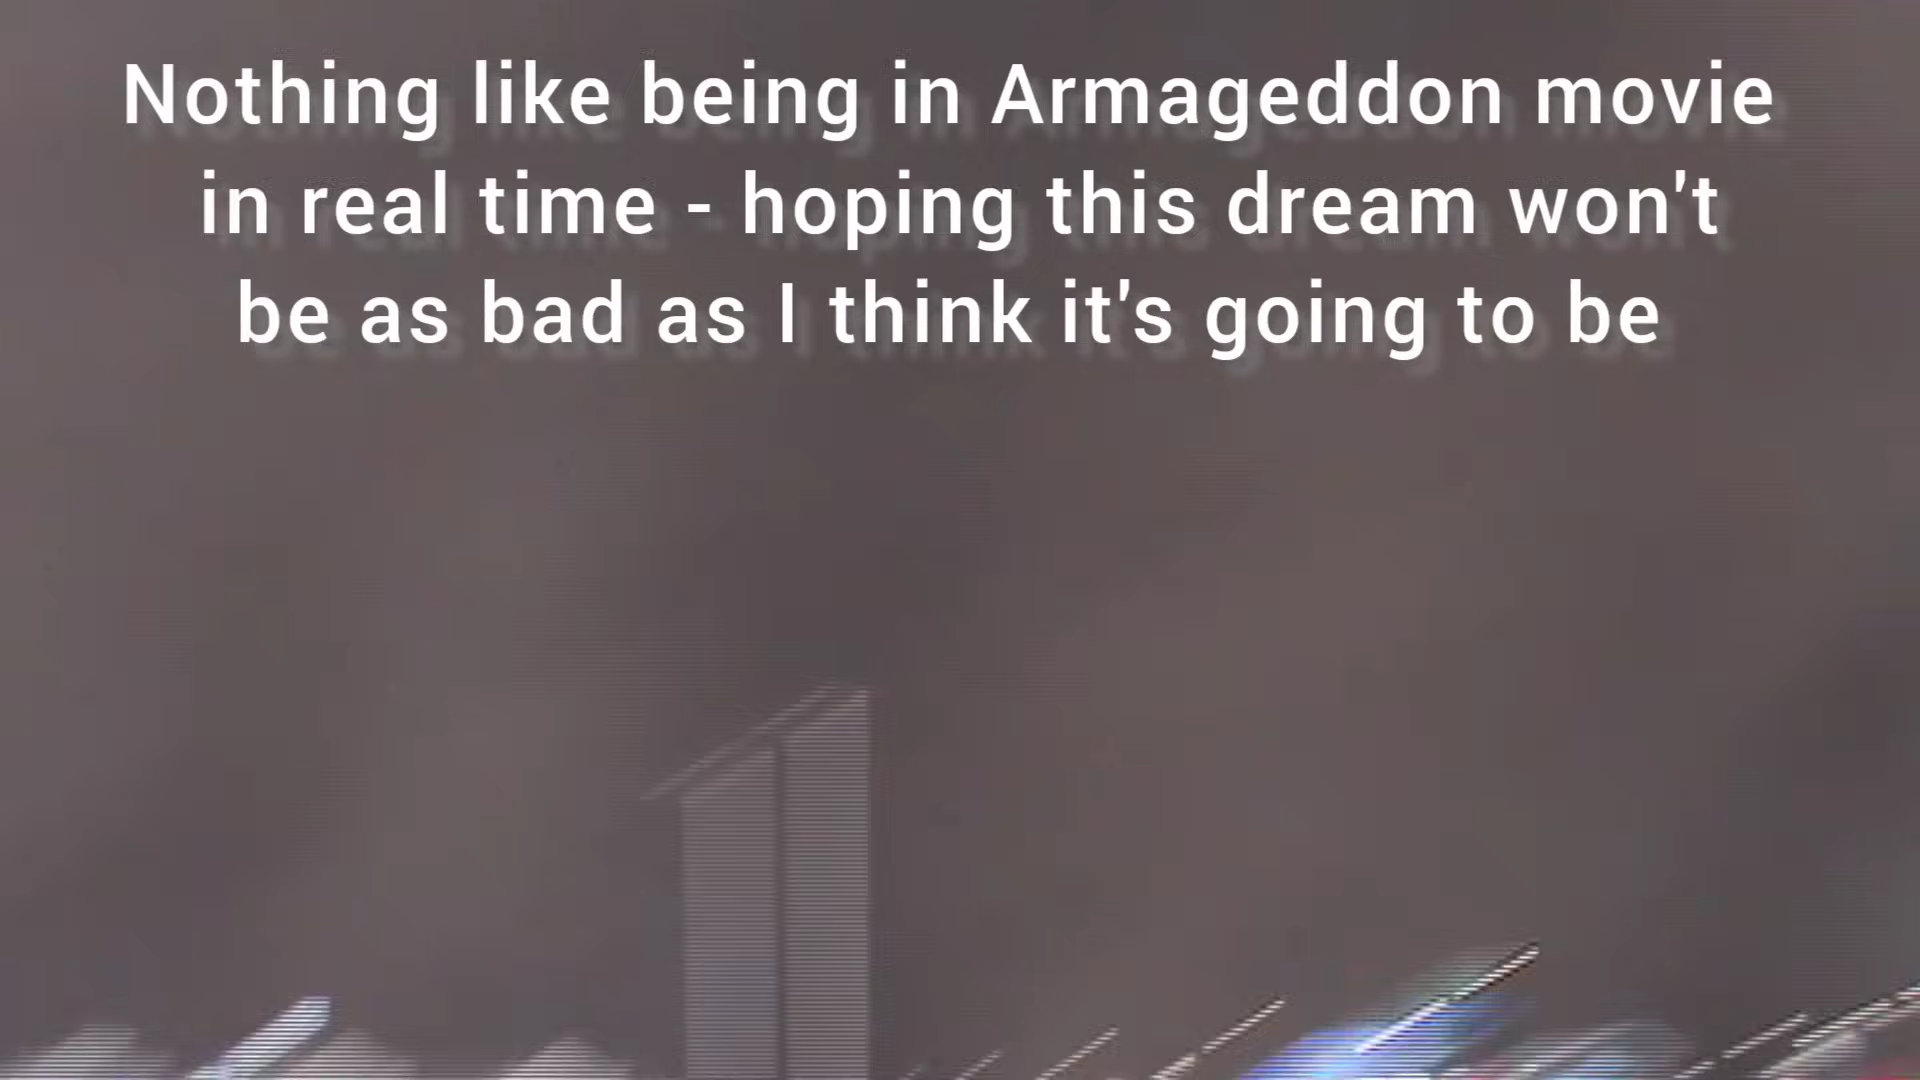 Nothing like being in Armageddon movie
in real time - hoping this dream won't
be as bad as I think it's going to be